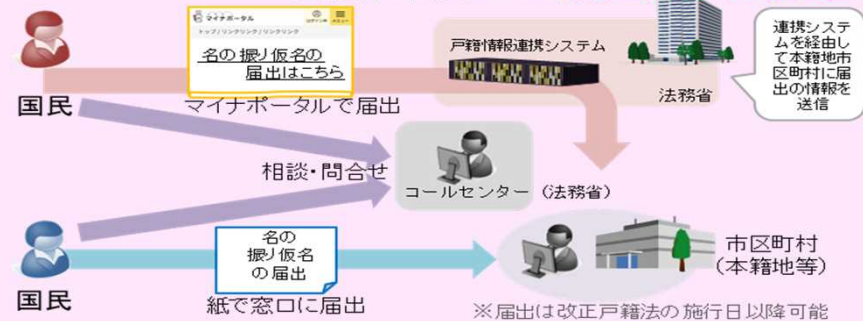 マイナポータル
メニュー
トップ / リンクリンク / リンクリンク
名の振り仮名の
届出はこちら
戸籍情報連携システム
連携システ
ムを経由し
て本籍地市
区町村に届
出の情報を
送信
国民
マイナポータルで届出
法務省
相談・問合せ
コールセンター（法務省）
名の
振り仮名
の届出
市区町村
（本籍地等）
国民
紙で窓口に届出
※届出は改正戸籍法の施行日以降可能